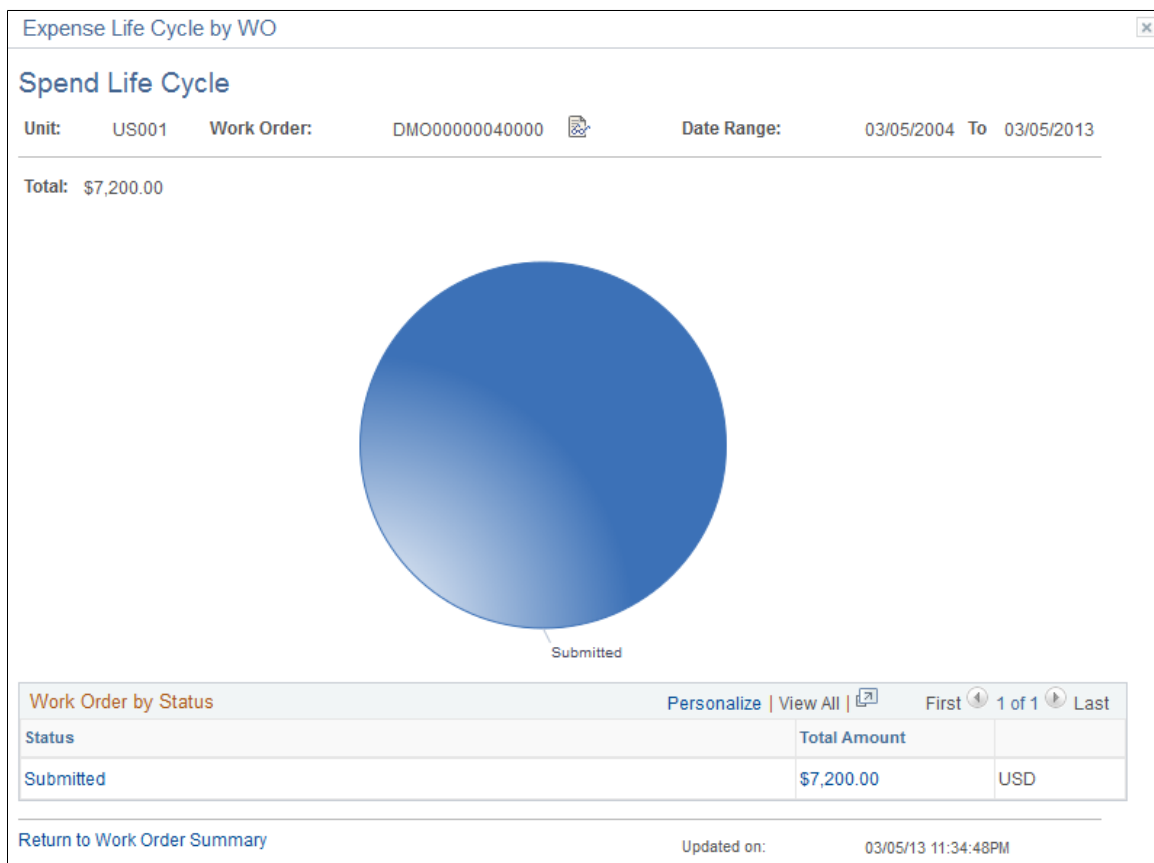 Expense Life Cycle by WO
Spend Life Cycle
Unit: US001 Work Order: DMO00000040000 Date Range: 03/05/2004 To 03/05/2013
Total: $7,200.00
Submitted
Work Order by Status Personalize | View All | First 1 of 1 Last
Status Total Amount
Submitted $7,200.00 USD
Return to Work Order Summary Updated on: 03/05/13 11:34:48PM